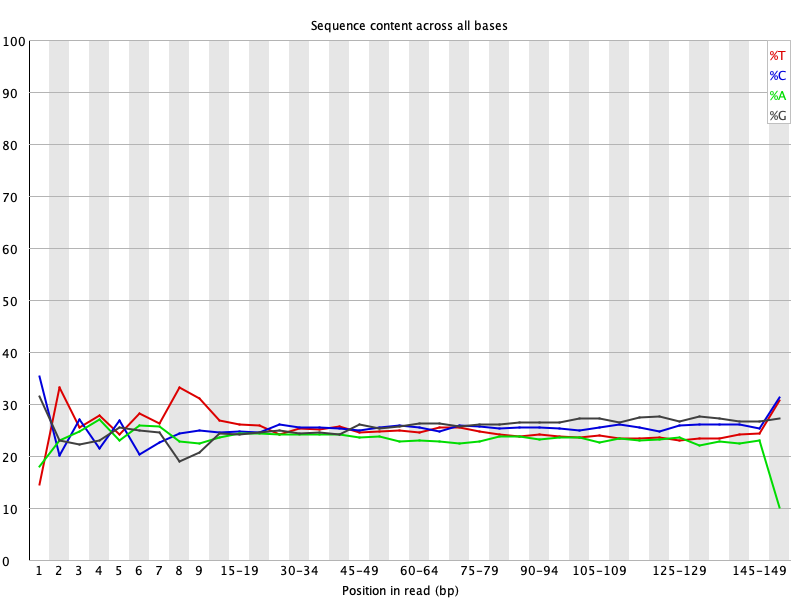 Sequence content across all bases
100
90
80
70
60
50
40
30
20
10
0
%T
%C
%A
%G
1 2 3 4 5 6 7 8 9 15-19 30-34 45-49 60-64 75-79 90-94 105-109 125-129 145-149
Position in read (bp)